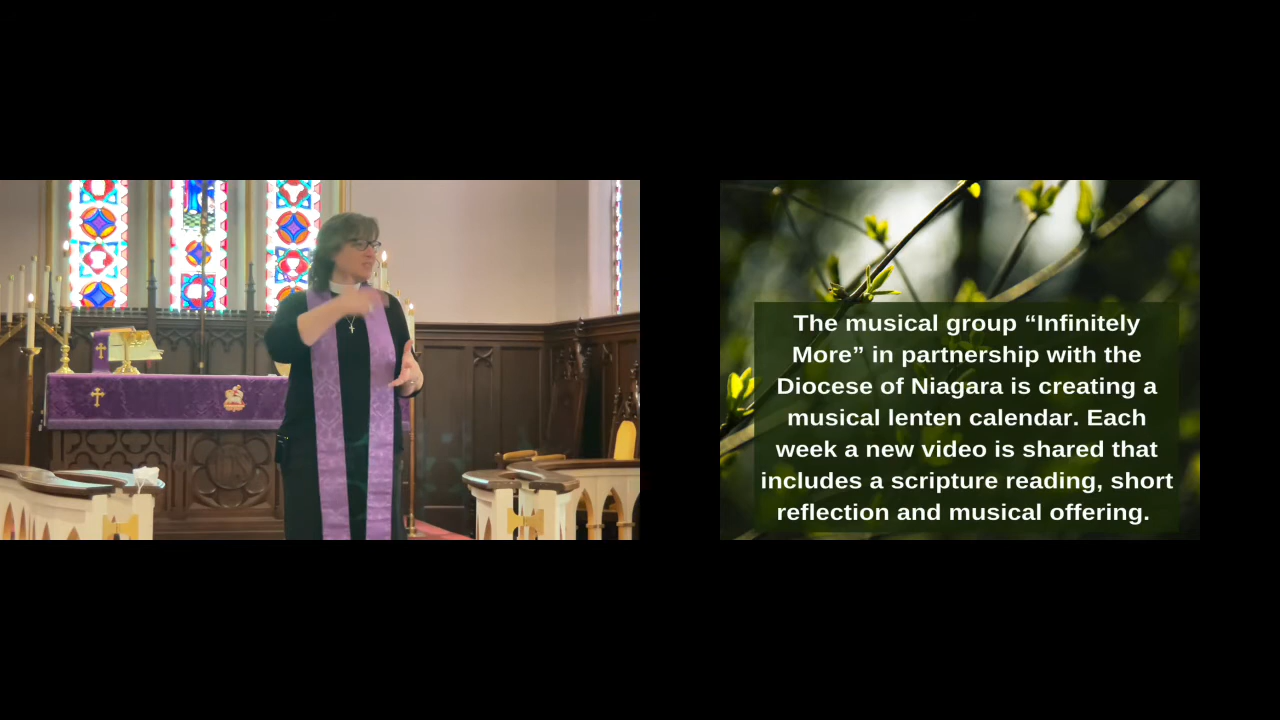 The musical group “Infinitely
More” in partnership with the
Diocese of Niagara is creating a
musical lenten calendar. Each
week a new video is shared that
includes a scripture reading, short
reflection and musical offering.